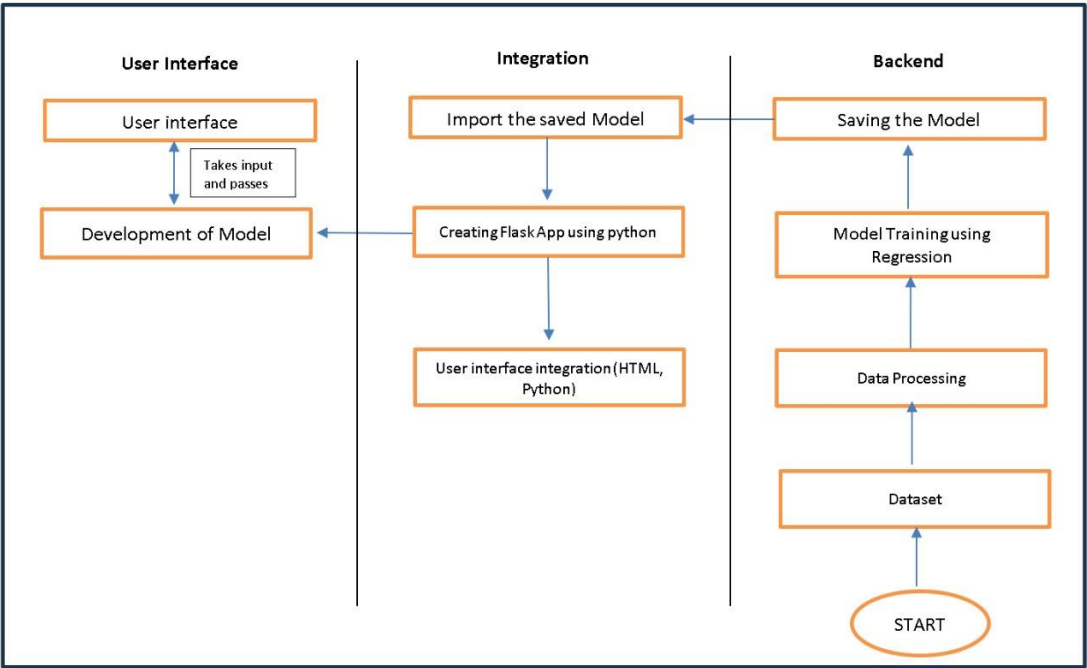 User Interface
User interface
Takes input
and passes
Development of Model
Integration
Import the saved Model
Creating Flask App using python
User interface integration (HTML,
Python)
Backend
Saving the Model
Model Training using
Regression
Data Processing
Dataset
START